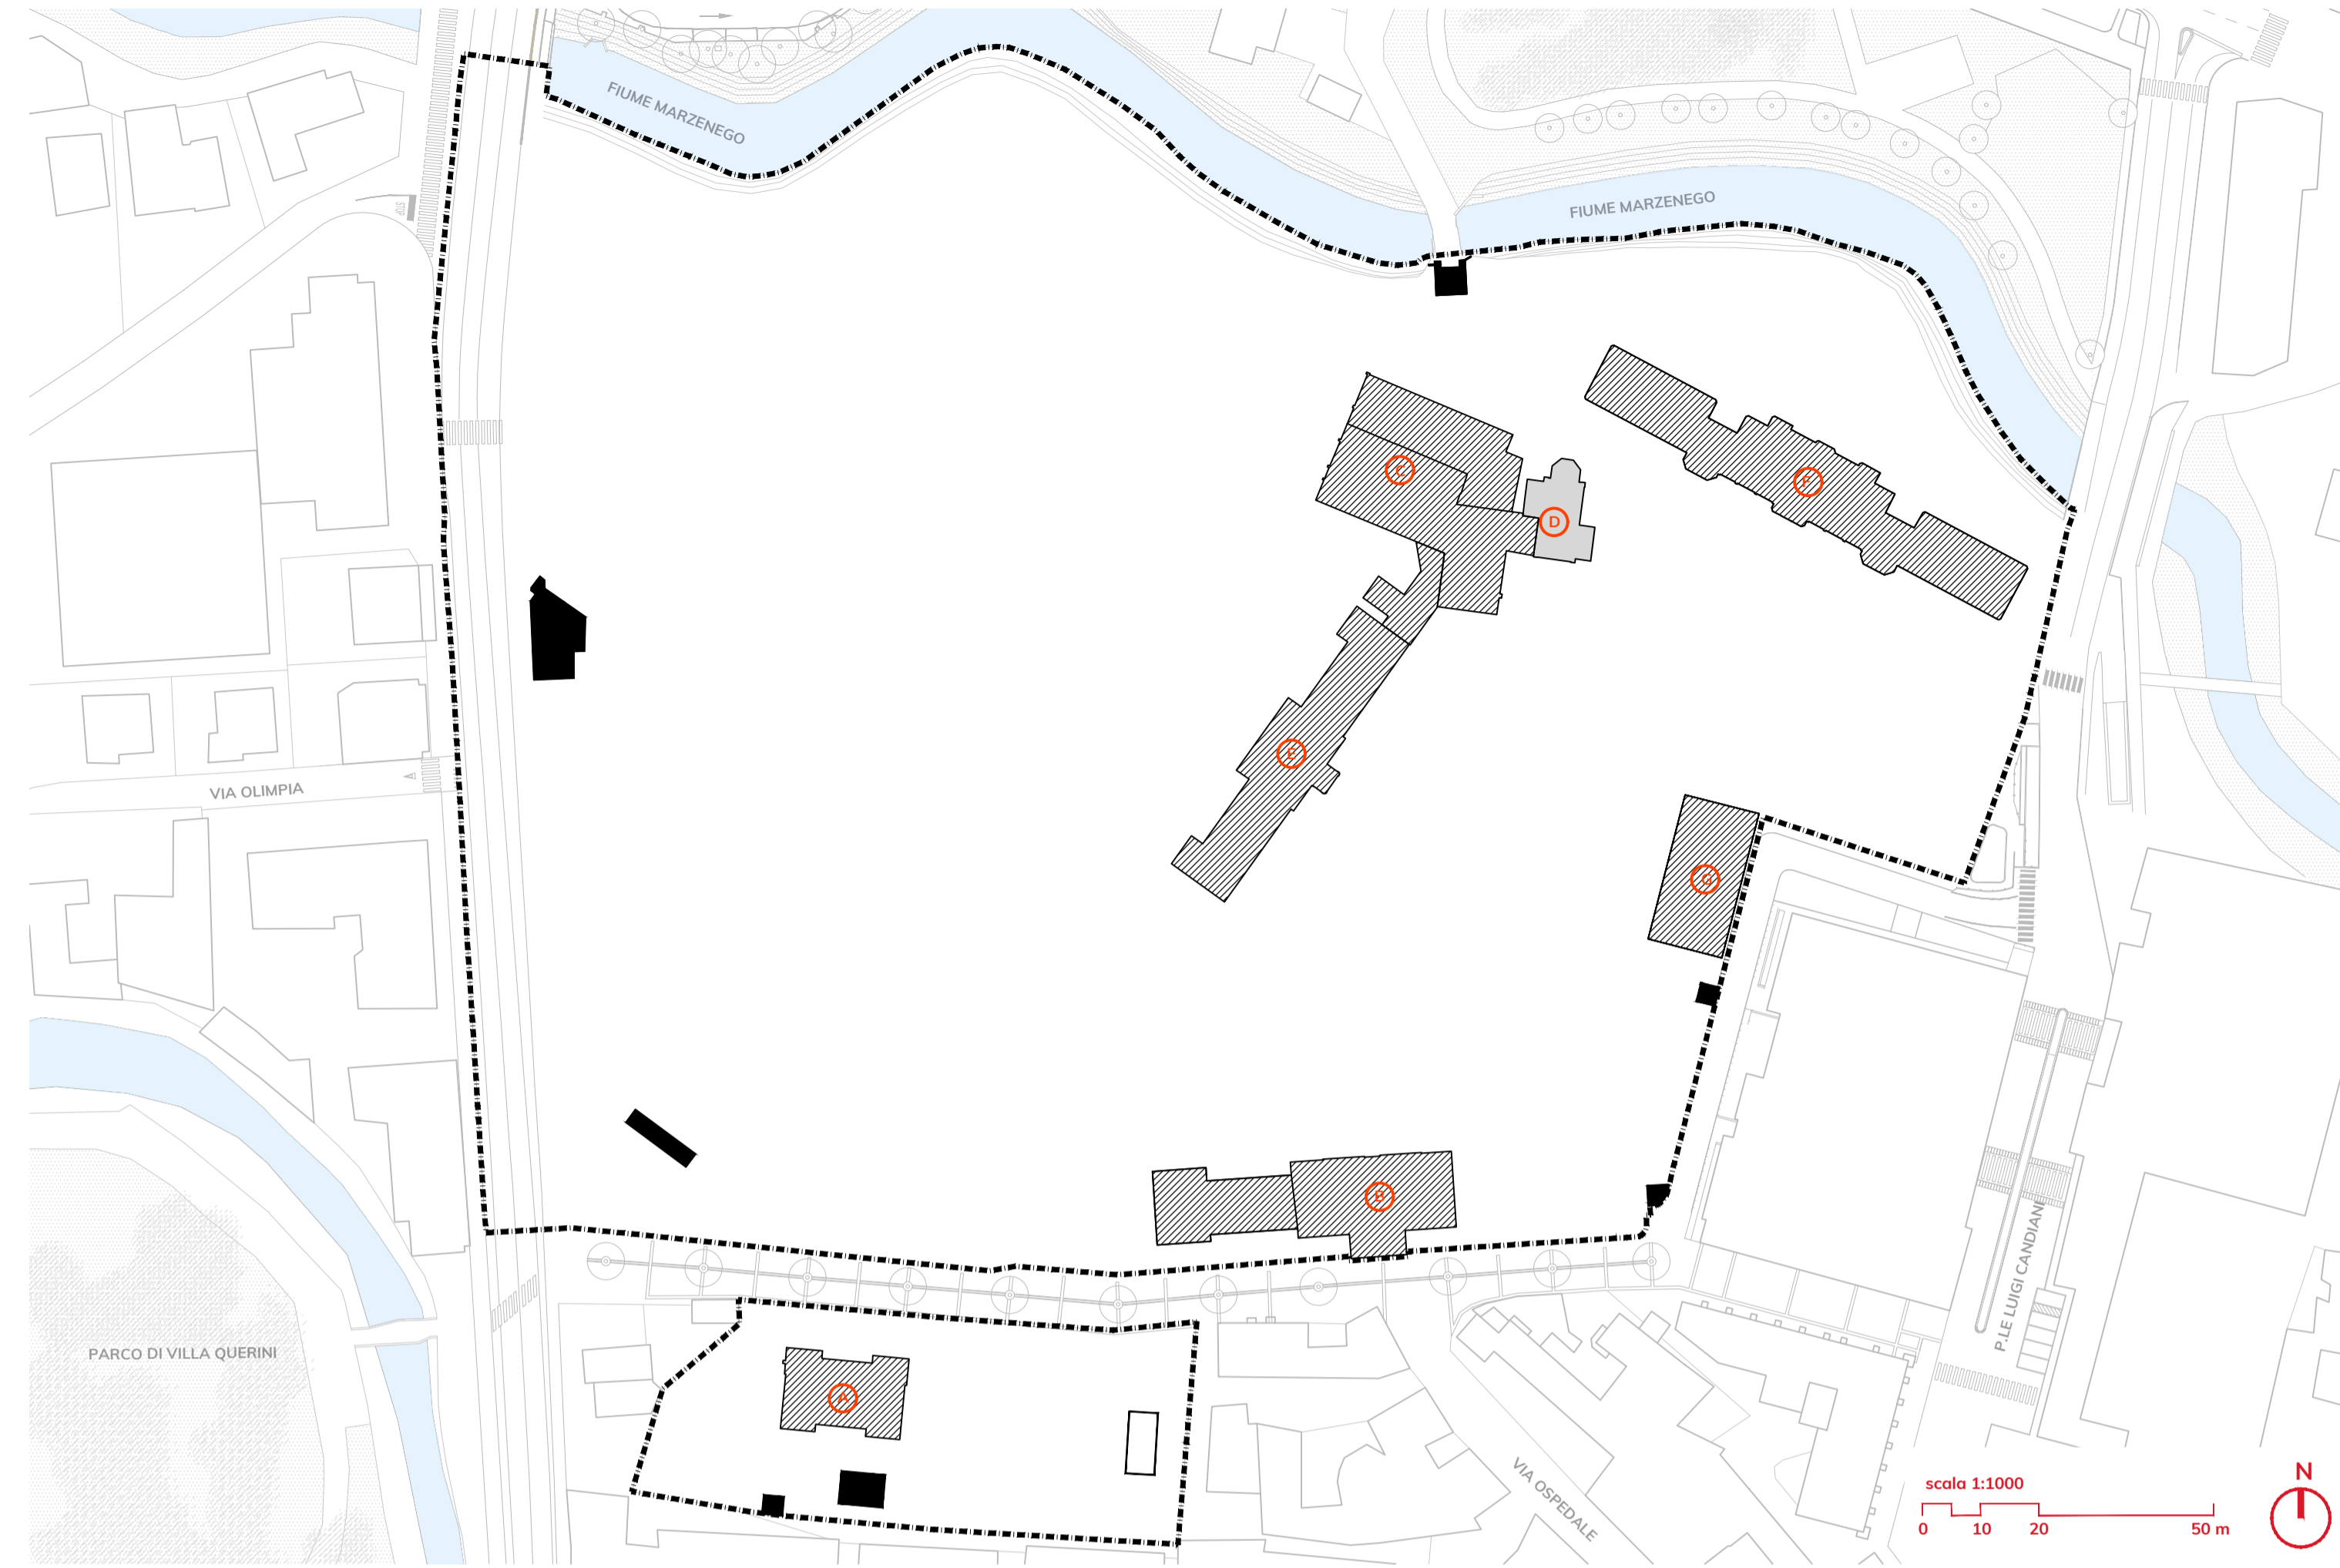 FIUME MARZENEGO
FIUME MARZENEGO
STOP
C
F
D
E
VIA OLIMPIA
G
B
P.LE LUIGI CANDIANI
PARCO DI VILLA QUERINI
A
VIA OSPEDALE
scala 1:1000
0 10 20 50 m
N